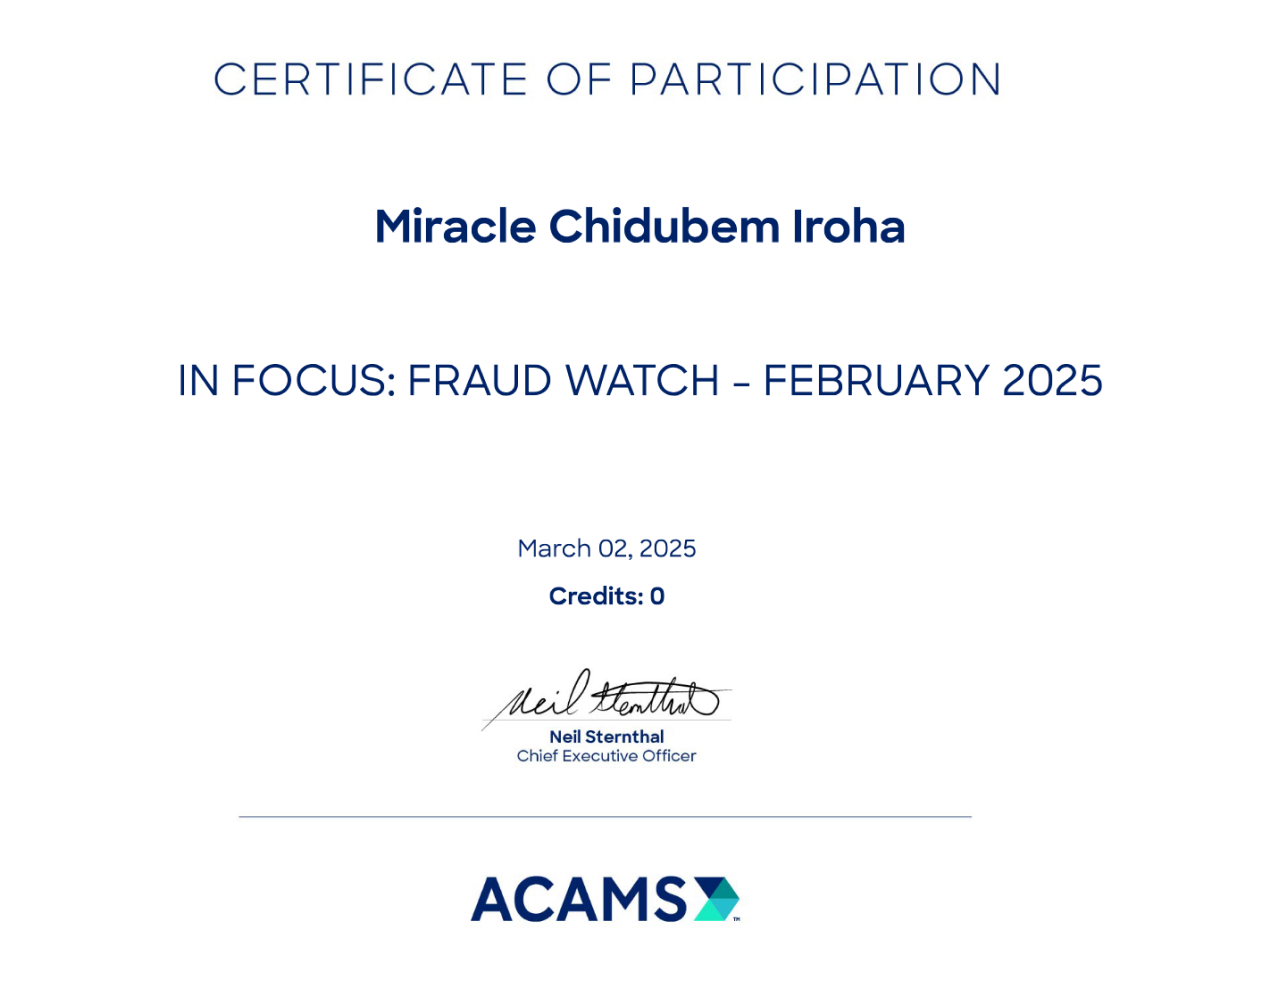 CERTIFICATE OF PARTICIPATION
Miracle Chidubem Iroha
IN FOCUS: FRAUD WATCH – FEBRUARY 2025
March 02, 2025
Credits: 0
Neil Sternthal
Neil Sternthal
Chief Executive Officer
ACAMS™